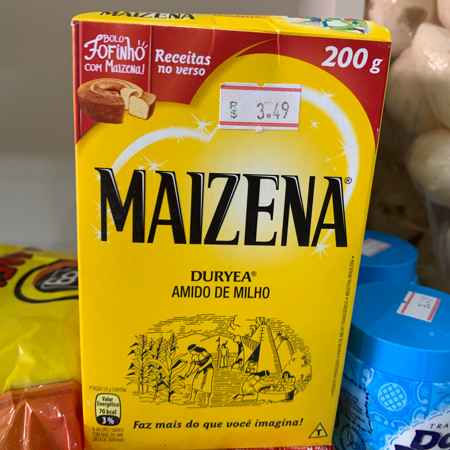 BOLO
Fofinho
COM MAIZENA!
Receitas
no verso
200 g
R$ 3.49
MAIZENA®
DURYEA®
AMIDO DE MILHO
Valor
Energético
70 kcal
3%
Faz mais do que você imagina!
T